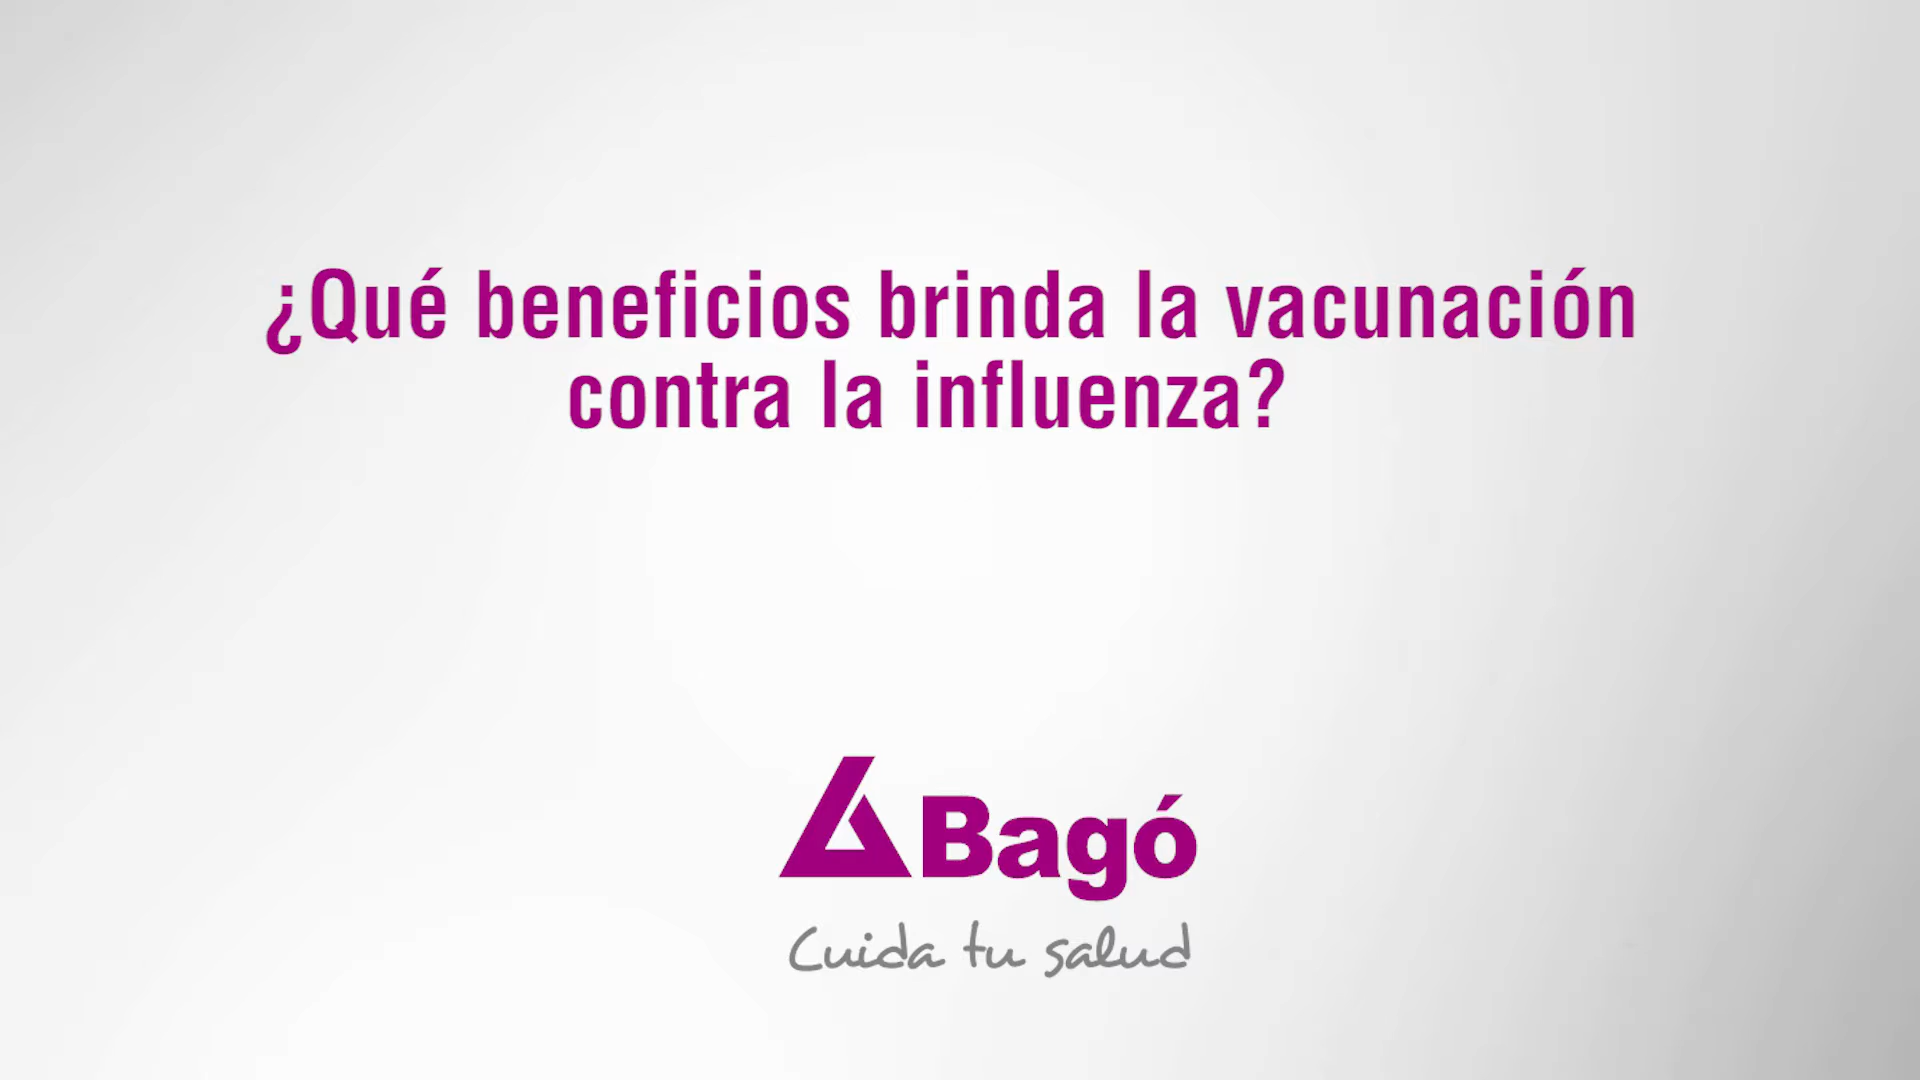 ¿Qué beneficios brinda la vacunación
contra la influenza?
Bagó
Cuida tu salud